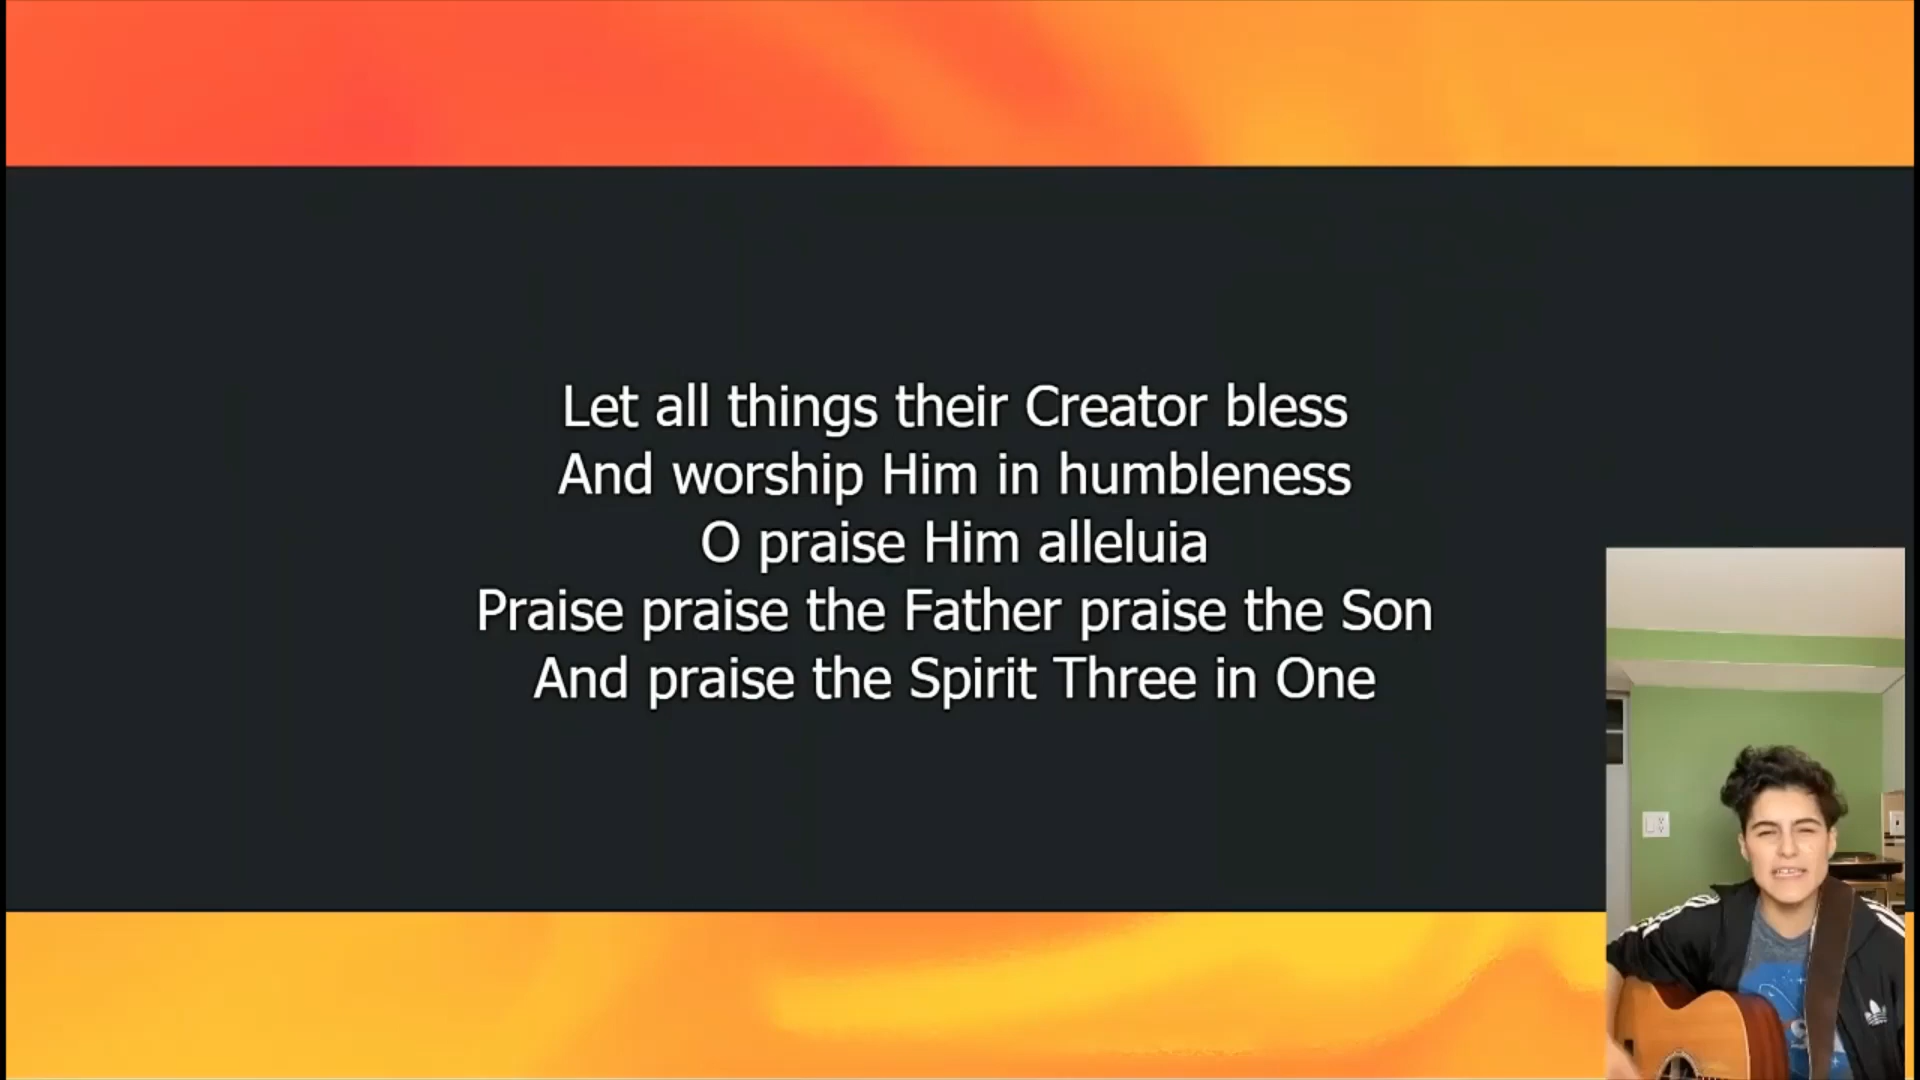 Let all things their Creator bless
And worship Him in humbleness
O praise Him alleluia
Praise praise the Father praise the Son
And praise the Spirit Three in One